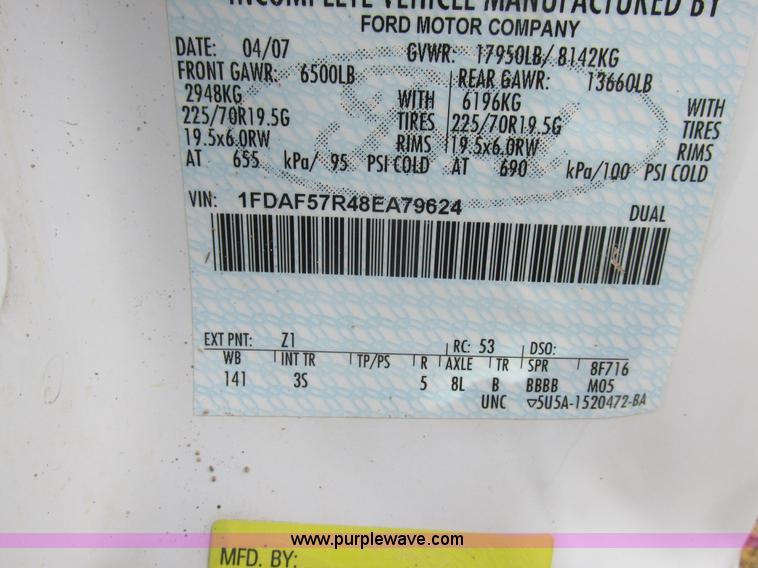 INCOMPLETE VEHICLE MANUFACTURED BY
FORD MOTOR COMPANY
DATE: 04/07 GVWR: 17950LB/ 8142KG
FRONT GAWR: 6500LB REAR GAWR: 13660LB
2948KG WITH 6196KG WITH
225/70R19.5G TIRES 225/70R19.5G TIRES
19.5x6.0RW RIMS 19.5x6.0RW RIMS
AT 655 kPa/ 95 PSI COLD AT 690 kPa/100 PSI COLD
VIN: 1FDAF57R48EA79624 DUAL
EXT PNT: Z1 RC: 53 DSO:
WB INT TR TP/PS R AXLE TR SPR 8F716
141 3S 5 8L B BBBB M05
UNC ▽5U5A-1520472-BA
www.purplewave.com
MFD. BY: